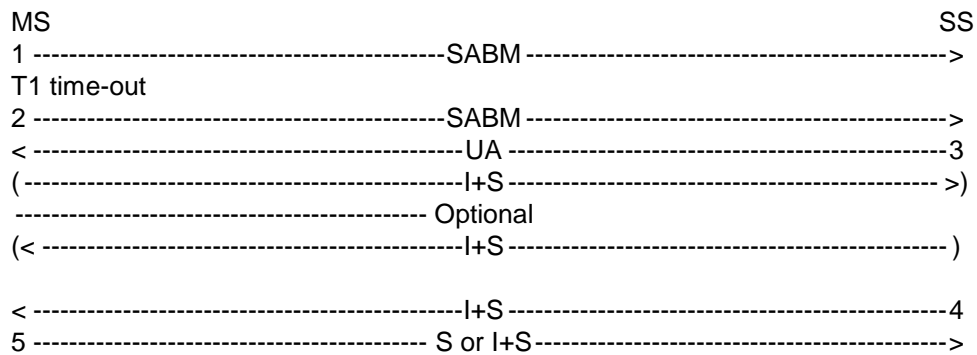 MS SS
1 ----------------------------------------------SABM-----------------------------------------------> 
T1 time-out
2 ----------------------------------------------SABM----------------------------------------------->
< ------------------------------------------------UA -------------------------------------------------3
( -------------------------------------------------I+S ------------------------------------------------ >)
---------------------------------------------- Optional
(< -----------------------------------------------I+S ------------------------------------------------- )
< ------------------------------------------------I+S -------------------------------------------------4
5 -------------------------------------------- S or I+S---------------------------------------------->